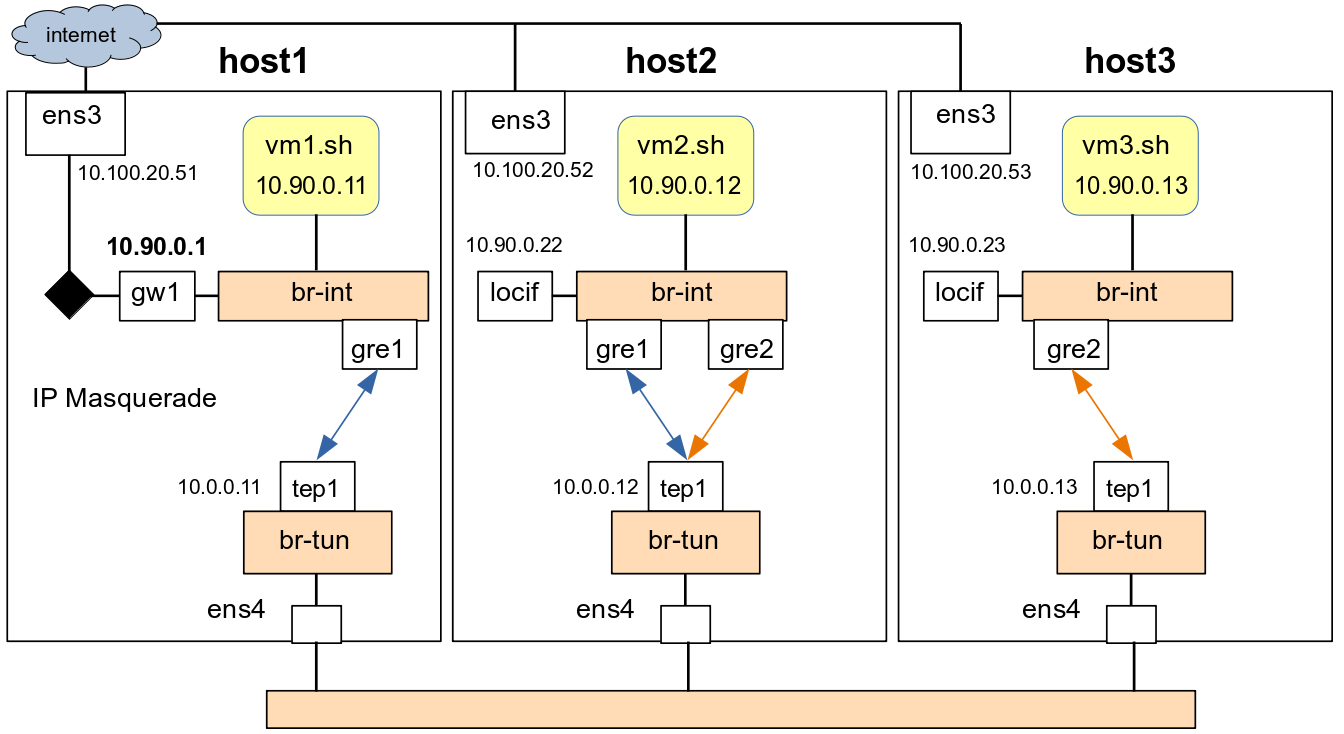 internet
host1
host2
host3
ens3
10.100.20.51
vm1.sh
10.90.0.11
10.90.0.1
gw1
br-int
gre1
IP Masquerade
10.0.0.11
tep1
br-tun
ens4
ens3
10.100.20.52
vm2.sh
10.90.0.12
10.90.0.22
locif
br-int
gre1
gre2
10.0.0.12
tep1
br-tun
ens4
ens3
10.100.20.53
vm3.sh
10.90.0.13
10.90.0.23
locif
br-int
gre2
10.0.0.13
tep1
br-tun
ens4